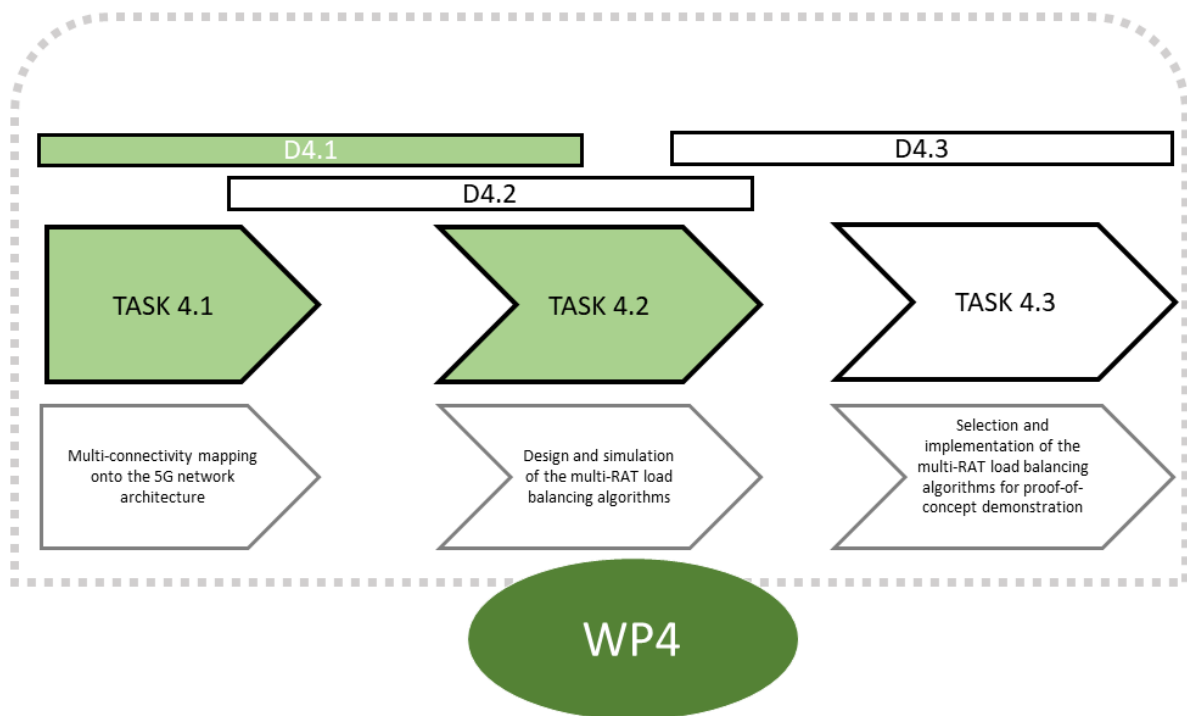 D4.1
D4.3
D4.2
TASK 4.1
TASK 4.2
TASK 4.3
Multi-connectivity mapping
onto the 5G network
architecture
Design and simulation
of the multi-RAT load
balancing algorithms
Selection and
implementation of the
multi-RAT load balancing
algorithms for proof-of-
concept demonstration
WP4